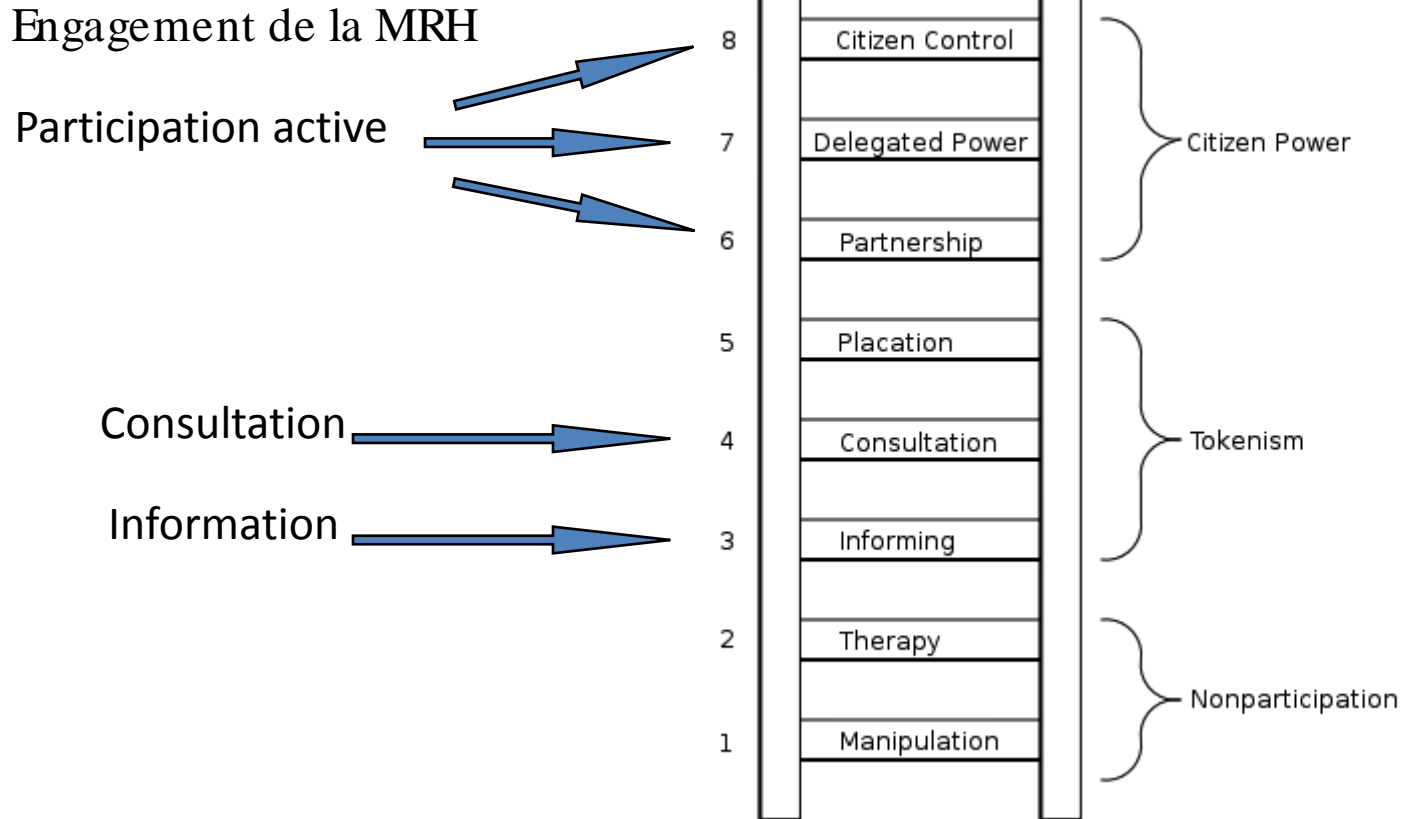 Engagement de la MRH
8 Citizen Control
Participation active
7 Delegated Power Citizen Power
6 Partnership
5 Placation
Consultation
4 Consultation Tokenism
Information
3 Informing
2 Therapy
Nonparticipation
1 Manipulation